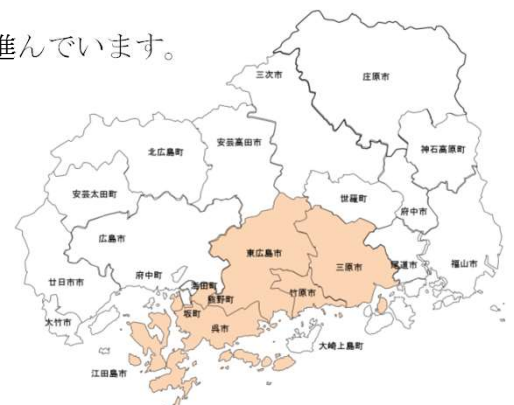 進んでいます。
庄原市
三次市
安芸高田市
北広島町
神石高原町
安芸太田町
世羅町
府中市
広島市
東広島市
三原市
尾道市
福山市
廿日市市
府中町
海田町
熊野町
竹原市
坂町
大竹市
呉市
大崎上島町
江田島市